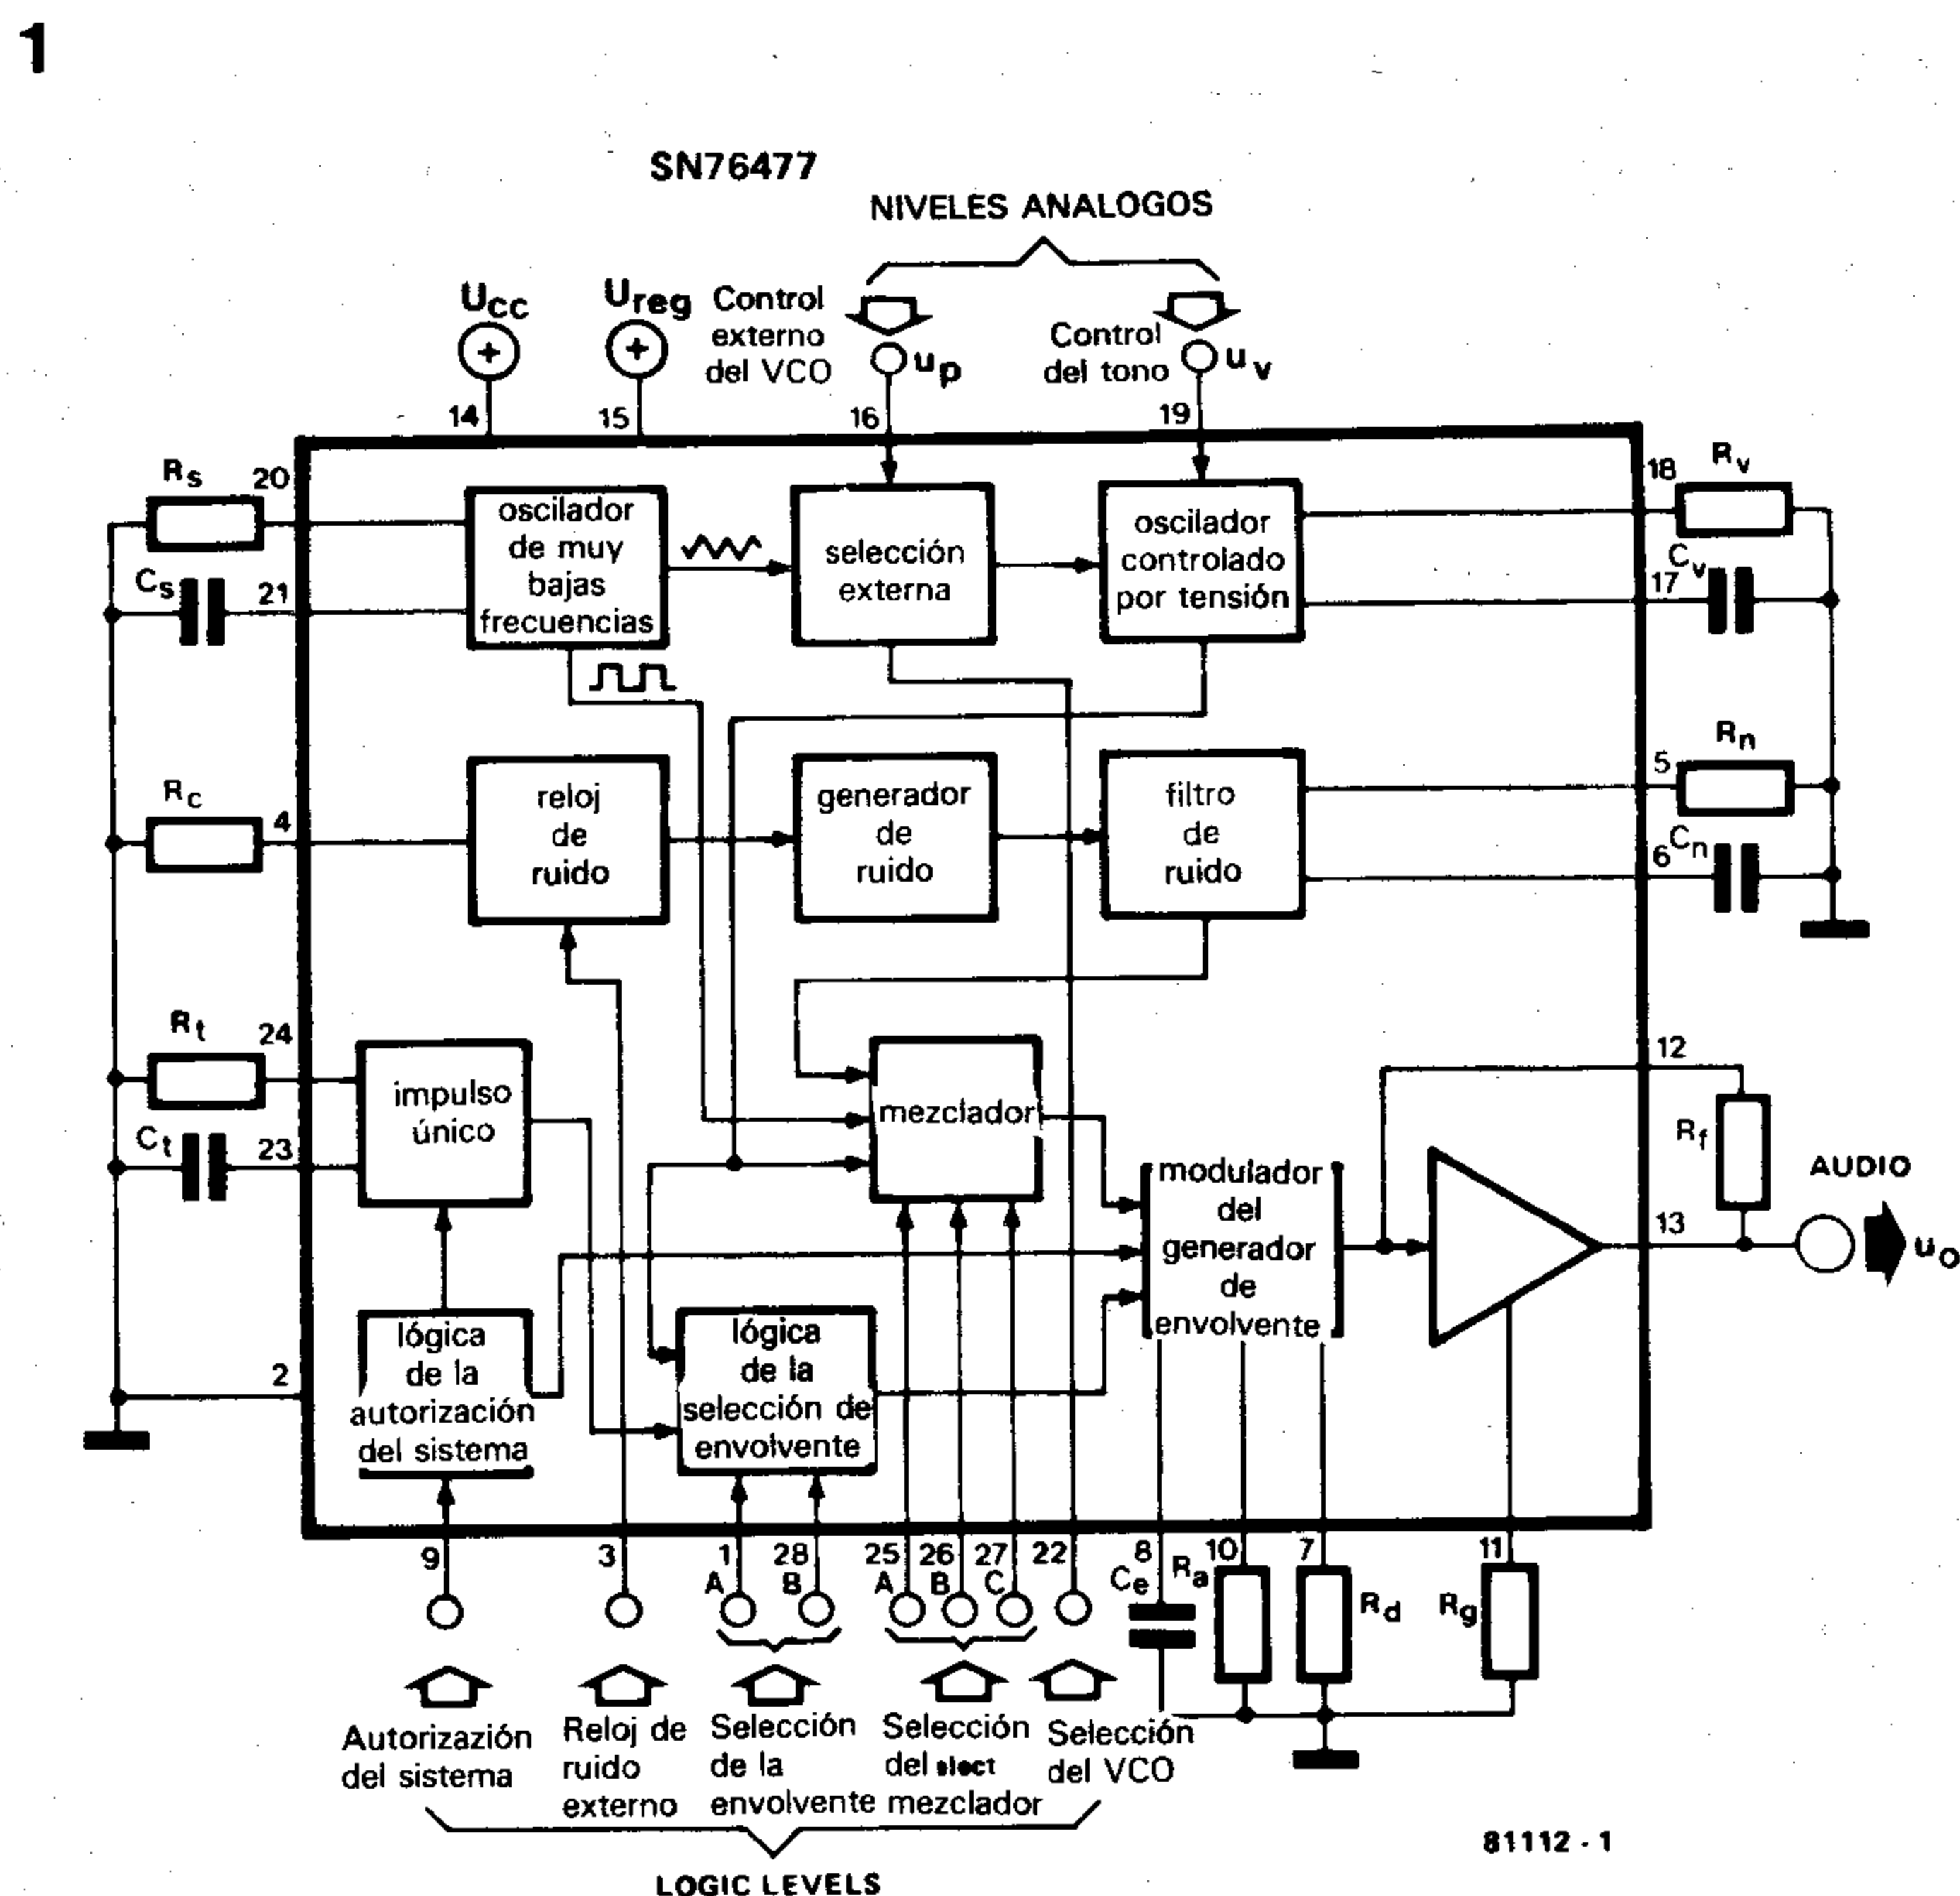 1
SN76477
NIVELES ANALOGOS
Ucc
Ureg
Control
externo
del VCO
up
Control
del tono
uv
14
15
16
19
Rs
20
Cs
21
oscilador
de muy
bajas
frecuencias
selección
externa
oscilador
controlado
por tensión
18
Rv
Cv
17
Rc
4
reloj
de
ruido
generador
de
ruido
filtro
de
ruido
5
Rn
6
Cn
Rt
24
Ct
23
impulso
único
mezclador
12
Rf
AUDIO
13
uo
modulador
del
generador
de
envolvente
2
lógica
de la
autorización
del sistema
lógica
de la
selección de
envolvente
9
3
1
A
28
B
25
A
26
B
27
C
22
8
Ce
Ra
10
7
Rd
11
Rg
Autorizazión
del sistema
Reloj de
ruido
externo
Selección
de la
envolvente
Selección
del slect
mezclador
Selección
del VCO
LOGIC LEVELS
81112 - 1